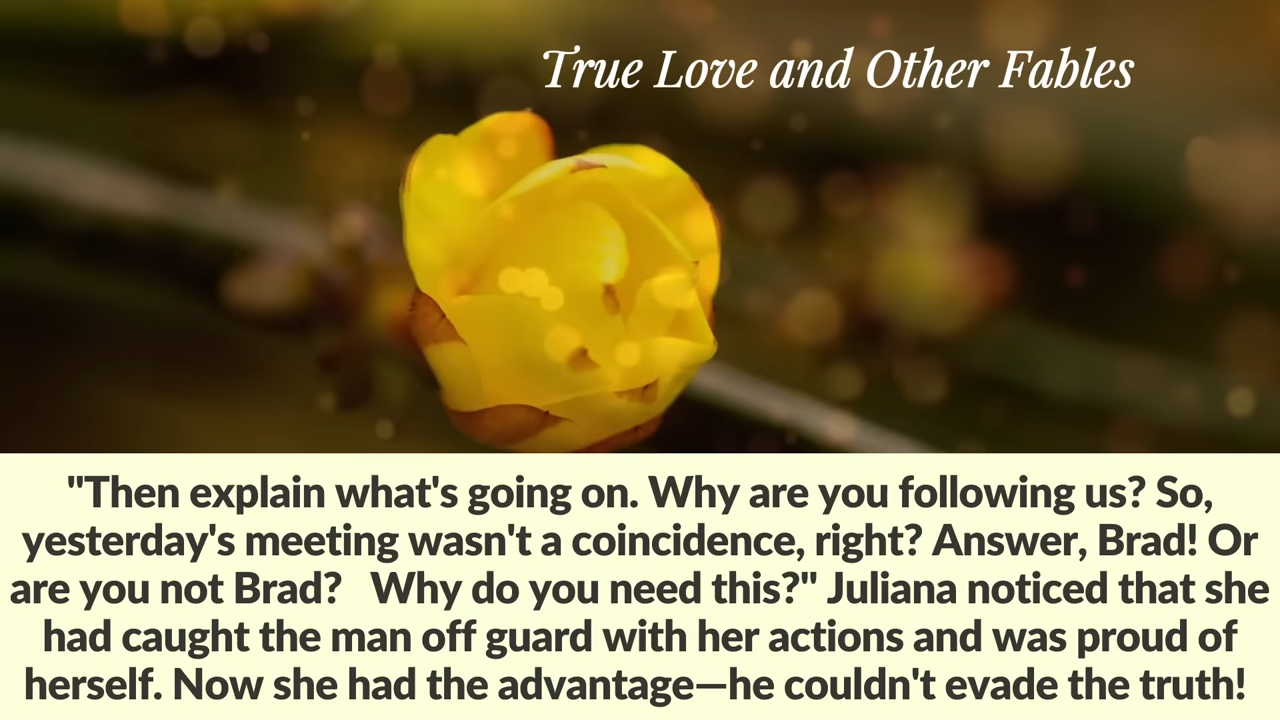 True Love and Other Fables
"Then explain what's going on. Why are you following us? So,
yesterday's meeting wasn't a coincidence, right? Answer, Brad! Or
are you not Brad?   Why do you need this?" Juliana noticed that she
had caught the man off guard with her actions and was proud of
herself. Now she had the advantage—he couldn't evade the truth!